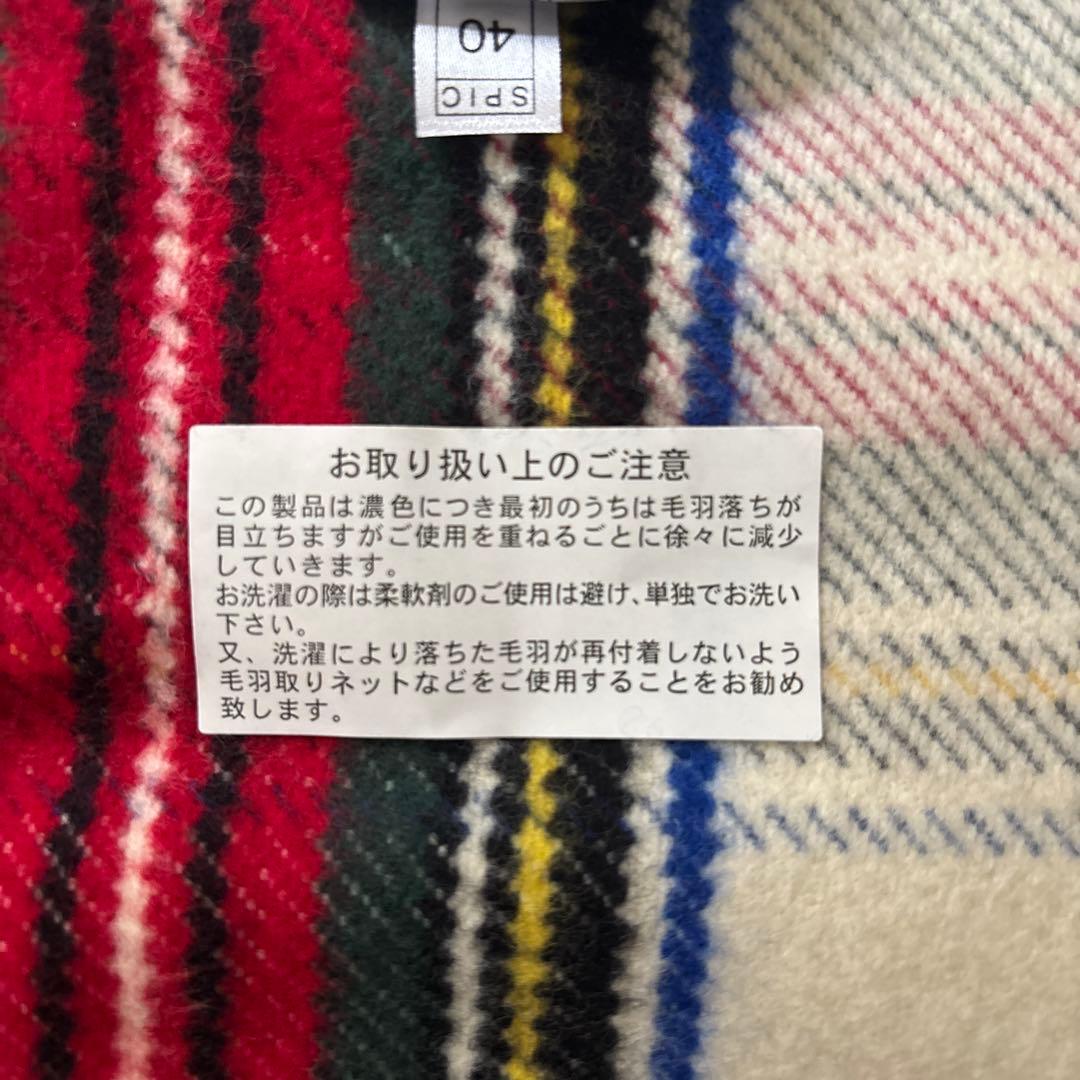 40
SPIC
お取り扱い上のご注意
この製品は濃色につき最初のうちは毛羽落ちが
目立ちますがご使用を重ねるごとに徐々に減少
していきます。
お洗濯の際は柔軟剤のご使用は避け、単独でお洗い
下さい。
又、洗濯により落ちた毛羽が再付着しないよう
毛羽取りネットなどをご使用することをお勧め
致します。